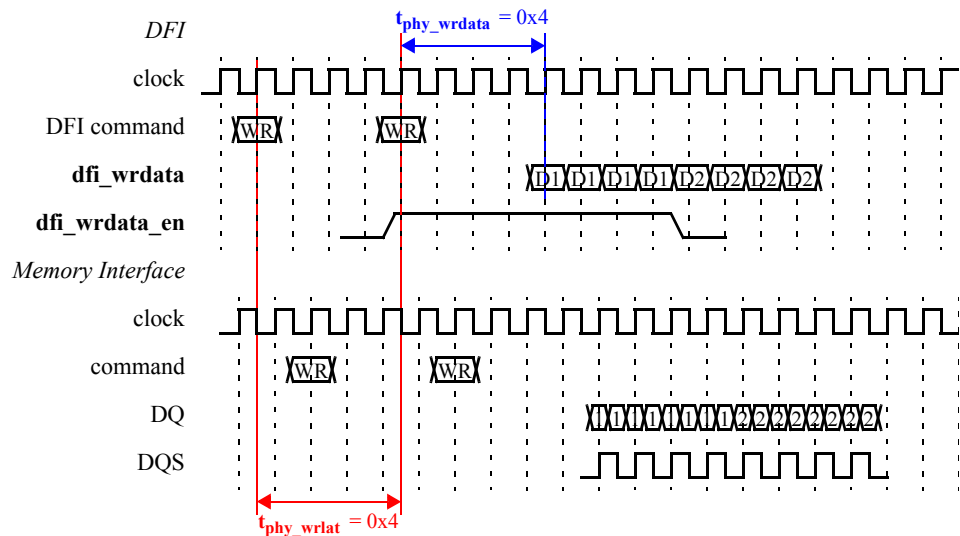 t_phy_wrdata = 0x4
DFI
clock
DFI command WR WR
dfi_wrdata D1 D1 D1 D1 D2 D2 D2 D2
dfi_wrdata_en
Memory Interface
clock
command WR WR
DQ 1 1 1 1 1 1 1 1 2 2 2 2 2 2 2 2
DQS
t_phy_wrlat = 0x4